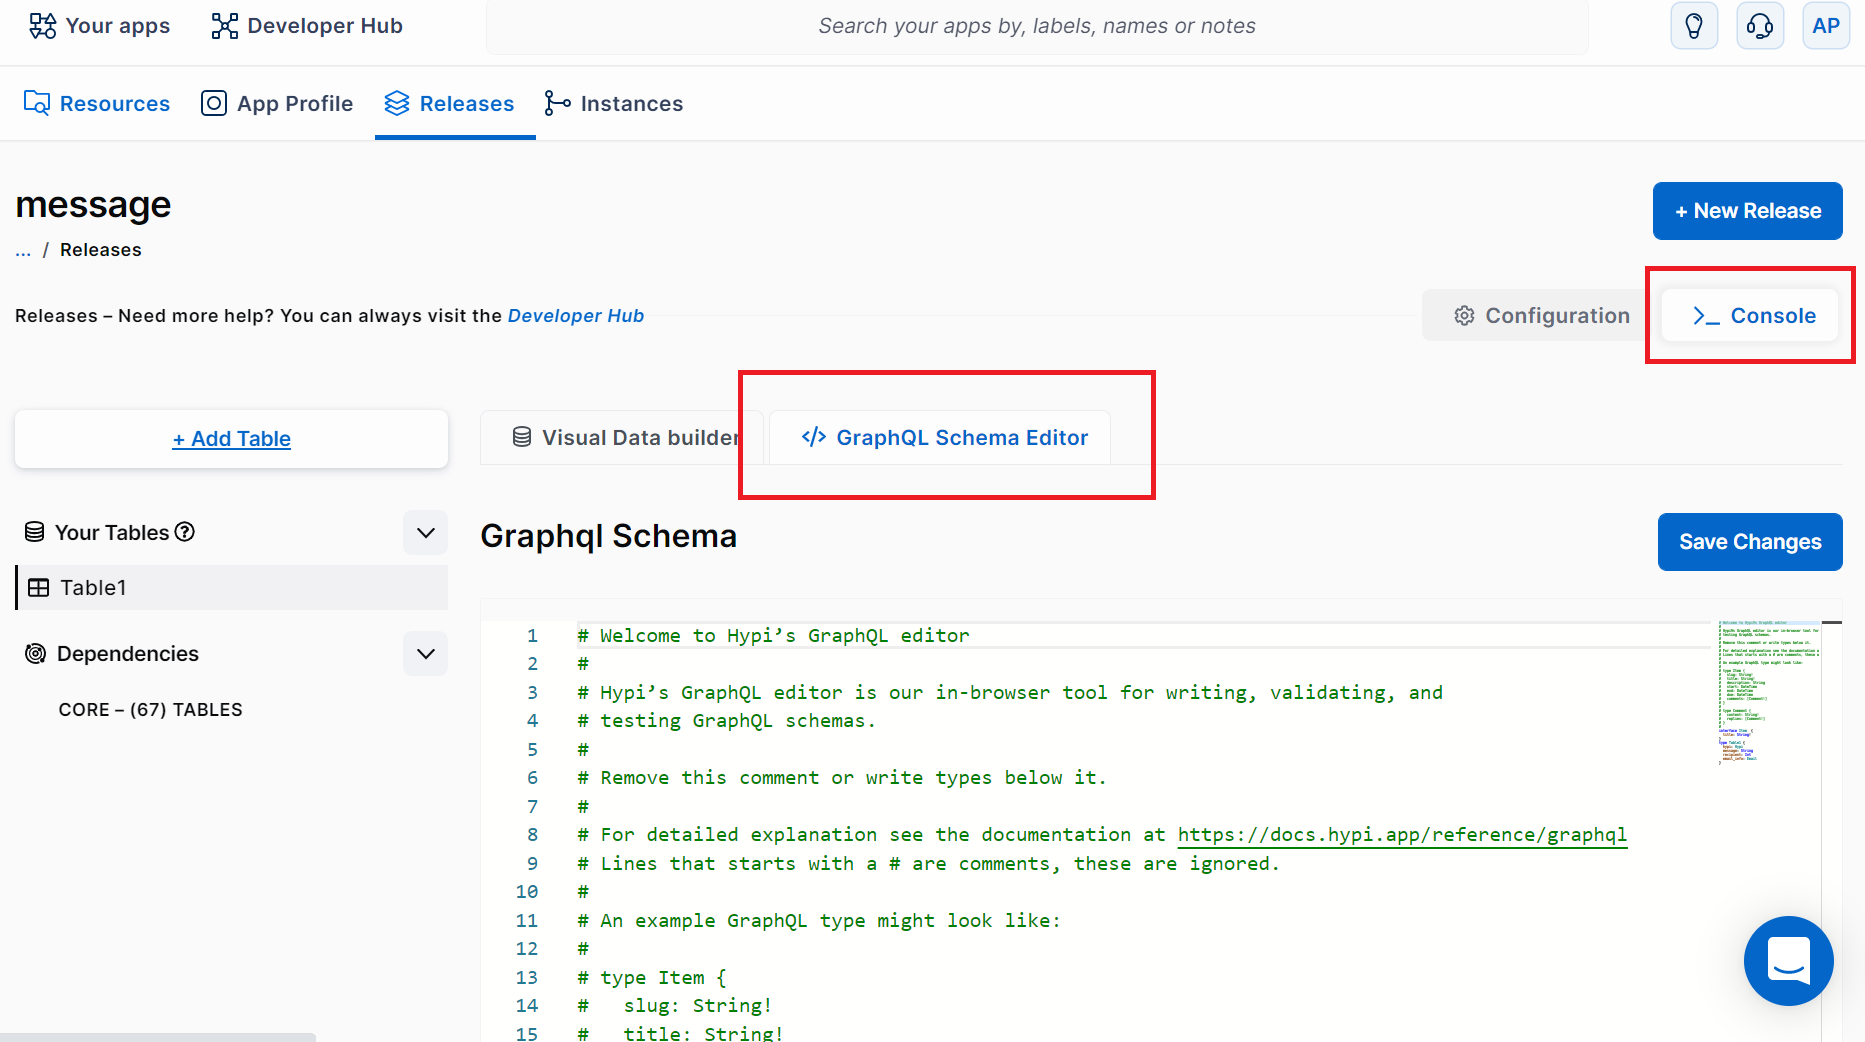 Your apps
Developer Hub
Search your apps by, labels, names or notes
AP
Resources
App Profile
Releases
Instances
message
+ New Release
... / Releases
Releases – Need more help? You can always visit the Developer Hub
Configuration
>_ Console
+ Add Table
Visual Data builder
</> GraphQL Schema Editor
Your Tables ?
Table1
Dependencies
CORE – (67) TABLES
Graphql Schema
Save Changes
1 # Welcome to Hypi’s GraphQL editor
2 #
3 # Hypi’s GraphQL editor is our in-browser tool for writing, validating, and
4 # testing GraphQL schemas.
5 #
6 # Remove this comment or write types below it.
7 #
8 # For detailed explanation see the documentation at https://docs.hypi.app/reference/graphql
9 # Lines that starts with a # are comments, these are ignored.
10 #
11 # An example GraphQL type might look like:
12 #
13 # type Item {
14 #   slug: String!
15 #   title: String!